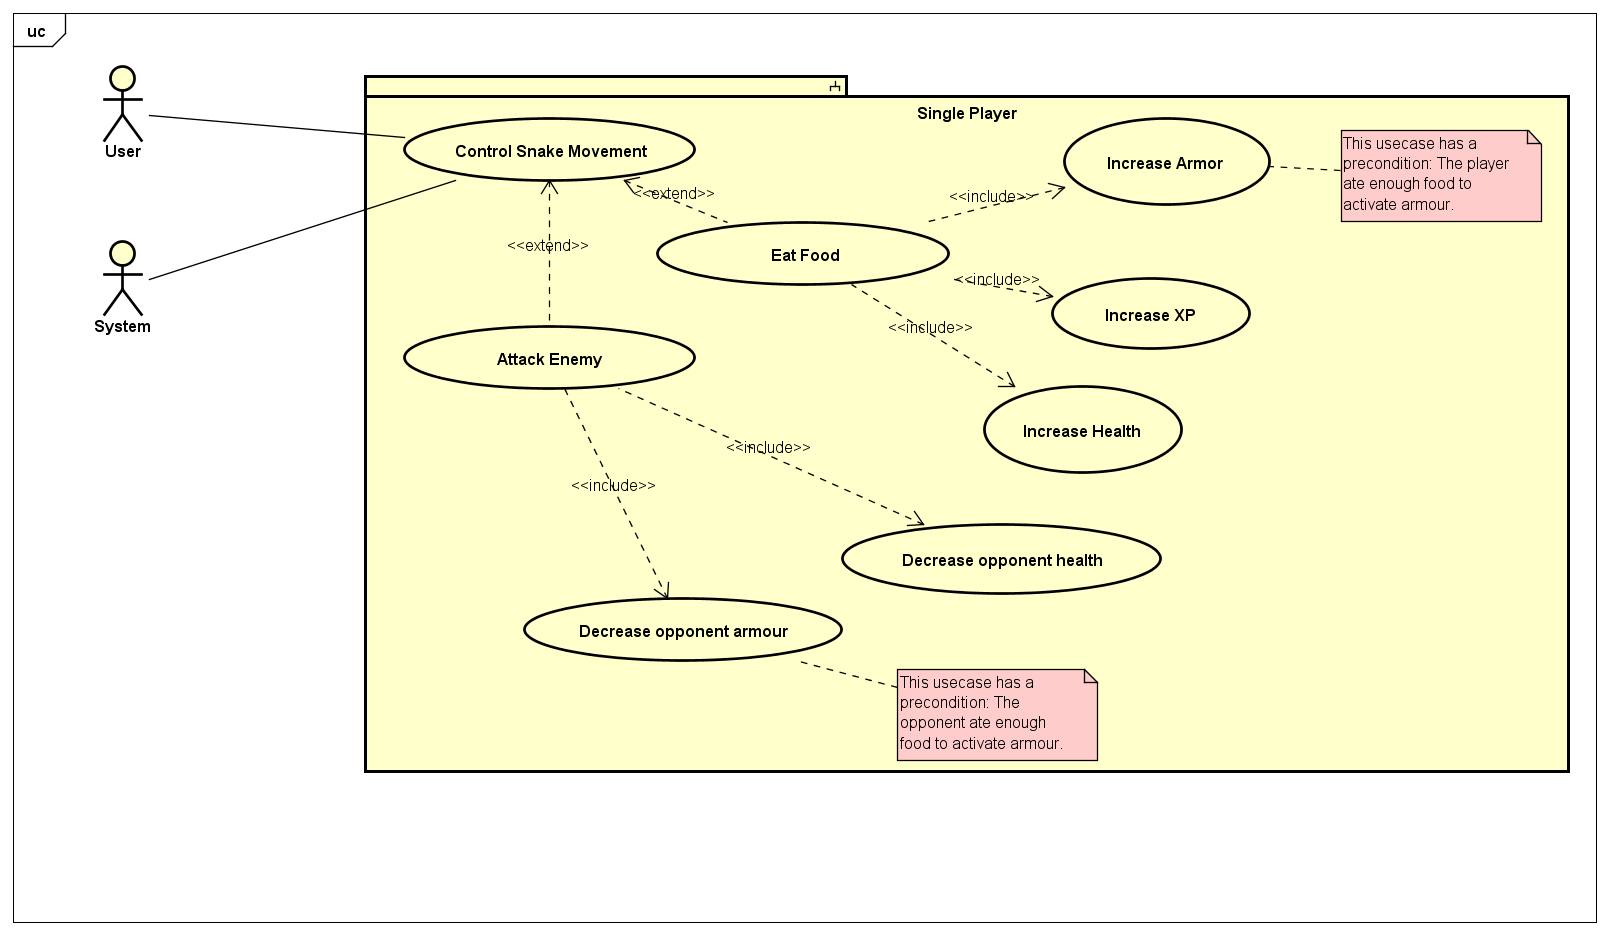 uc
Single Player
User
Control Snake Movement
Increase Armor
This usecase has a
precondition: The player
ate enough food to
activate armour.
<<extend>>
<<include>>
<<extend>>
Eat Food
System
<<include>>
Increase XP
<<include>>
Attack Enemy
Increase Health
<<include>>
<<include>>
Decrease opponent health
Decrease opponent armour
This usecase has a
precondition: The
opponent ate enough
food to activate armour.